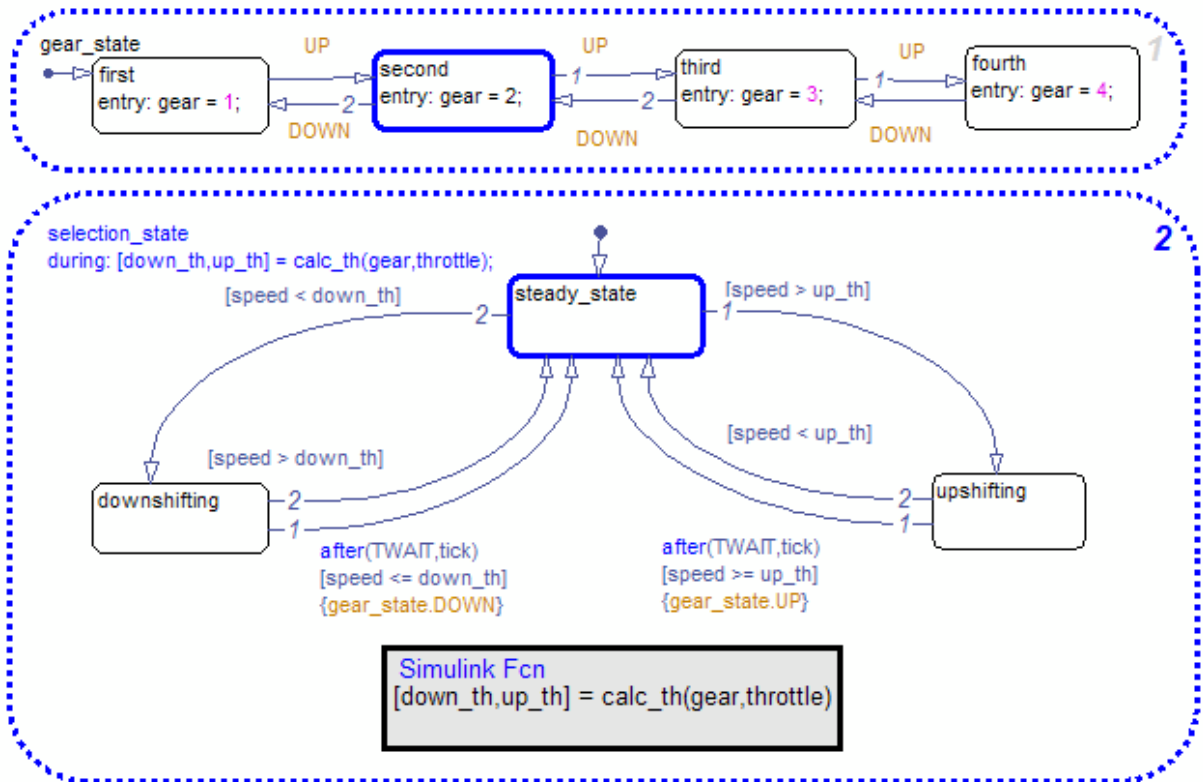 gear_state
1
UP
UP
UP
first
entry: gear = 1;
second
entry: gear = 2;
third
entry: gear = 3;
fourth
entry: gear = 4;
1
1
2
2
DOWN
DOWN
DOWN
2
selection_state
during: [down_th,up_th] = calc_th(gear,throttle);
steady_state
[speed < down_th]
2
[speed > up_th]
1
[speed > down_th]
[speed < up_th]
downshifting
2
1
upshifting
2
1
after(TWAIT,tick)
[speed <= down_th]
{gear_state.DOWN}
after(TWAIT,tick)
[speed >= up_th]
{gear_state.UP}
Simulink Fcn
[down_th,up_th] = calc_th(gear,throttle)